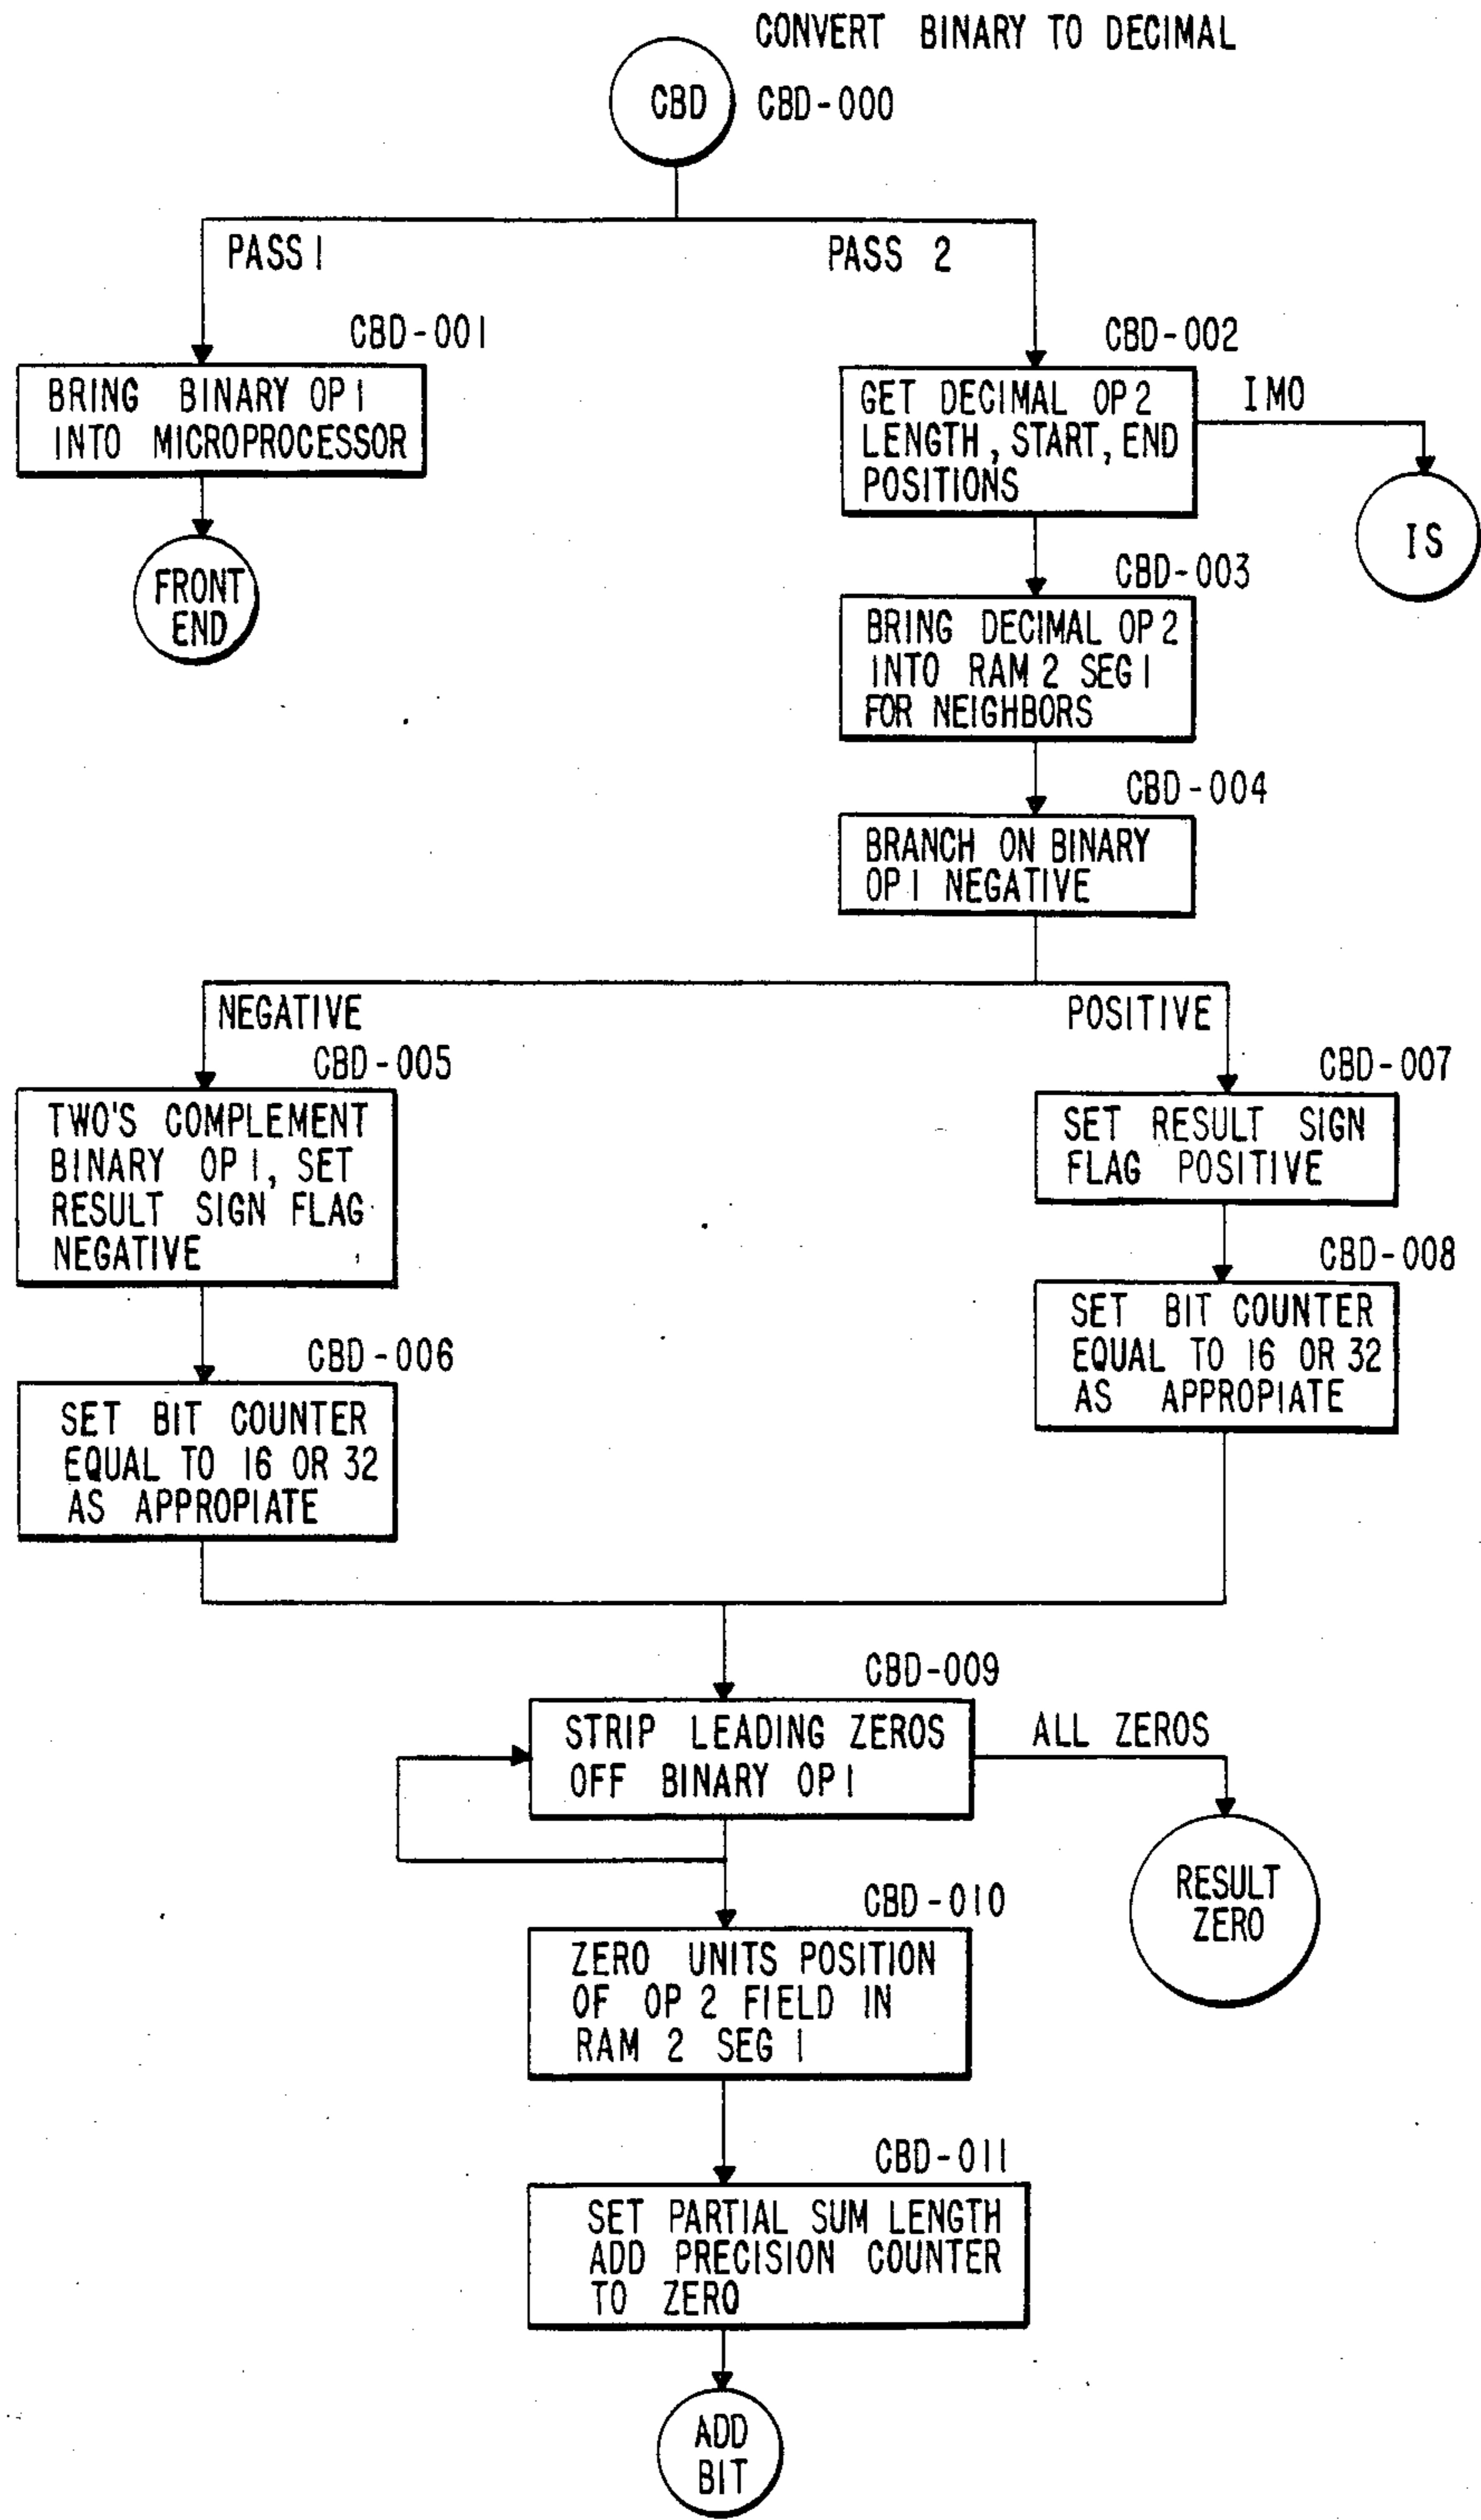 CONVERT BINARY TO DECIMAL
CBD
CBD-000
PASS 1
PASS 2
CBD-001
BRING BINARY OP 1
INTO MICROPROCESSOR
FRONT
END
CBD-002
GET DECIMAL OP 2
LENGTH, START, END
POSITIONS
IMO
IS
CBD-003
BRING DECIMAL OP 2
INTO RAM 2 SEG 1
FOR NEIGHBORS
CBD-004
BRANCH ON BINARY
OP 1 NEGATIVE
NEGATIVE
POSITIVE
CBD-005
TWO'S COMPLEMENT
BINARY OP 1, SET
RESULT SIGN FLAG
NEGATIVE
CBD-006
SET BIT COUNTER
EQUAL TO 16 OR 32
AS APPROPIATE
CBD-007
SET RESULT SIGN
FLAG POSITIVE
CBD-008
SET BIT COUNTER
EQUAL TO 16 OR 32
AS APPROPIATE
CBD-009
STRIP LEADING ZEROS
OFF BINARY OP 1
ALL ZEROS
RESULT
ZERO
CBD-010
ZERO UNITS POSITION
OF OP 2 FIELD IN
RAM 2 SEG 1
CBD-011
SET PARTIAL SUM LENGTH
ADD PRECISION COUNTER
TO ZERO
ADD
BIT